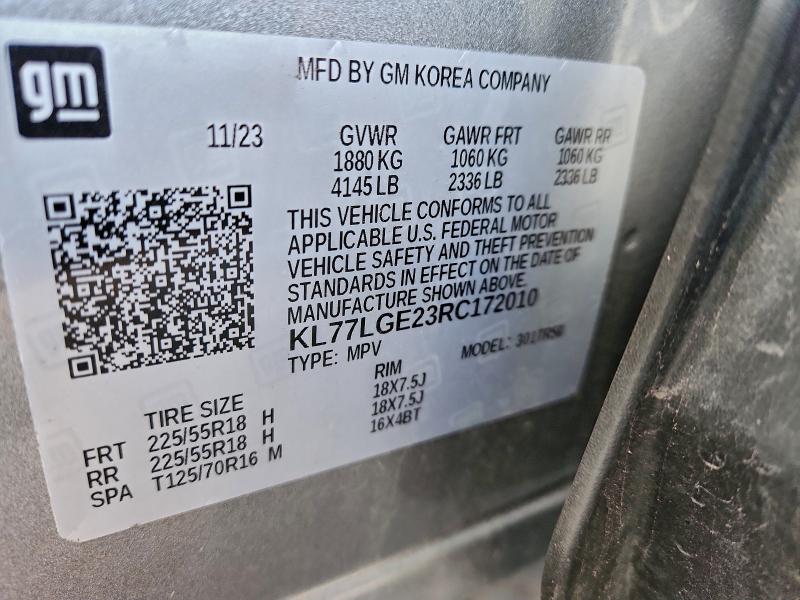 gm
MFD BY GM KOREA COMPANY
11/23 GVWR GAWR FRT GAWR RR
1880 KG 1060 KG 1060 KG
4145 LB 2336 LB 2336 LB
THIS VEHICLE CONFORMS TO ALL
APPLICABLE U.S. FEDERAL MOTOR
VEHICLE SAFETY AND THEFT PREVENTION
STANDARDS IN EFFECT ON THE DATE OF
MANUFACTURE SHOWN ABOVE.
KL77LGE23RC172010
TYPE: MPV MODEL:
TIRE SIZE RIM
FRT 225/55R18 H 18X7.5J
RR 225/55R18 H 18X7.5J
SPA T125/70R16 M 16X4BT